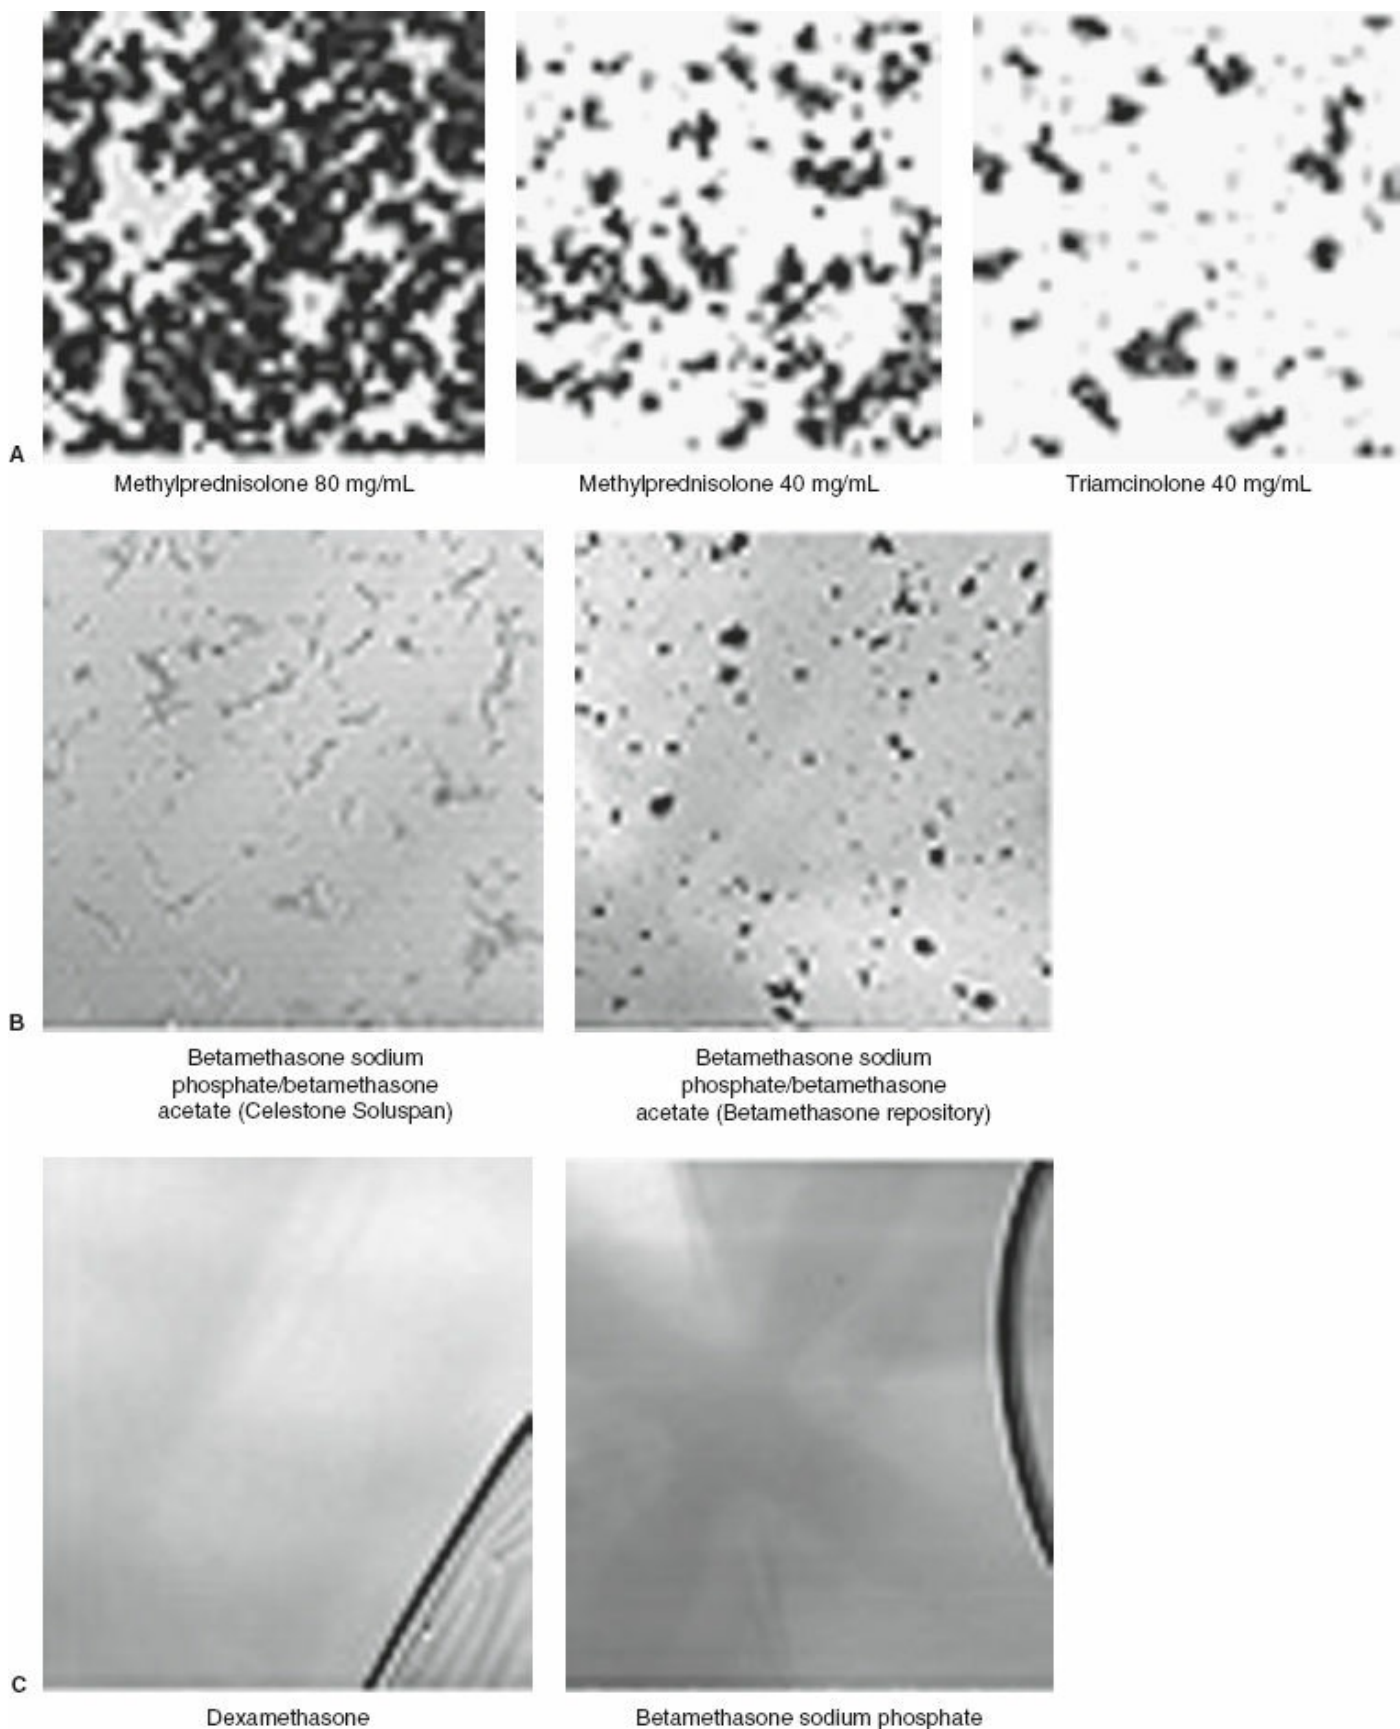 A
Methylprednisolone 80 mg/mL
Methylprednisolone 40 mg/mL
Triamcinolone 40 mg/mL
B
Betamethasone sodium
phosphate/betamethasone
acetate (Celestone Soluspan)
Betamethasone sodium
phosphate/betamethasone
acetate (Betamethasone repository)
C
Dexamethasone
Betamethasone sodium phosphate